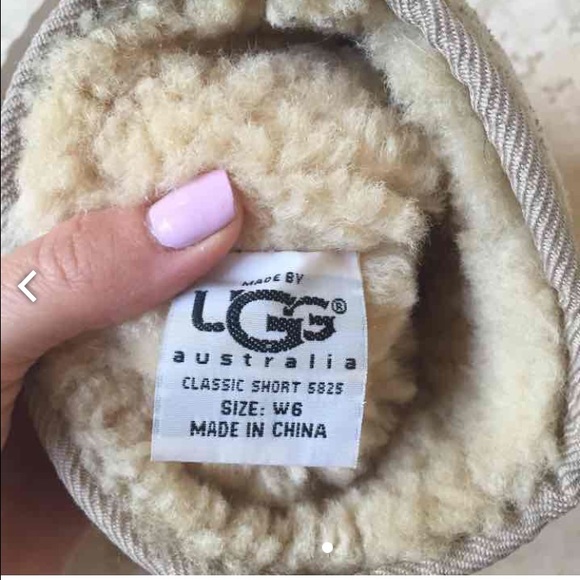 MADE BY
UGG®
australia
CLASSIC SHORT 5825
SIZE: W6
MADE IN CHINA